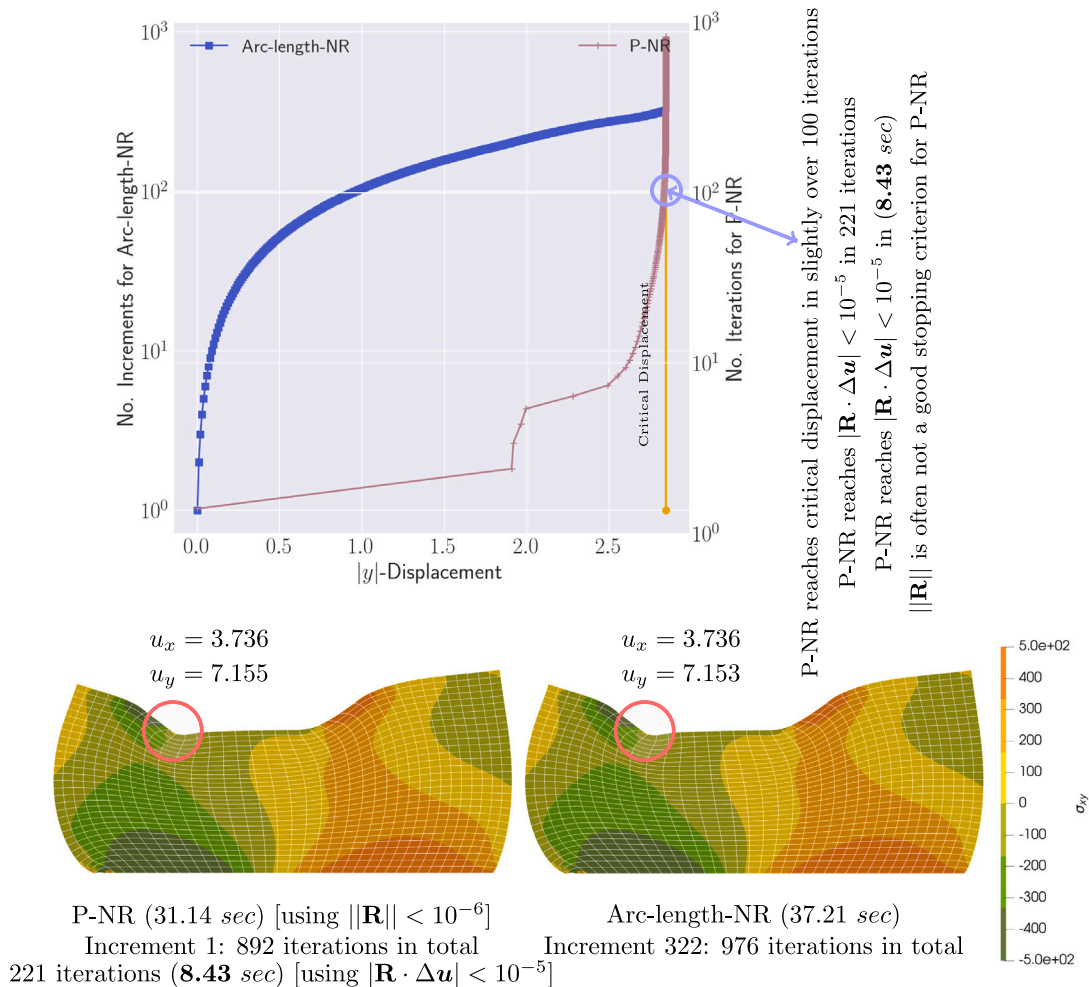 Arc-length-NR
P-NR
No. Increments for Arc-length-NR
10³
10²
10¹
10⁰
No. Iterations for P-NR
10³
10²
10¹
10⁰
Critical Displacement
0.0 0.5 1.0 1.5 2.0 2.5
|y|-Displacement
P-NR reaches critical displacement in slightly over 100 iterations
P-NR reaches |R · Δu| < 10⁻⁵ in 221 iterations
P-NR reaches |R · Δu| < 10⁻⁵ in (8.43 sec)
||R|| is often not a good stopping criterion for P-NR
uₓ = 3.736
u_y = 7.155
uₓ = 3.736
u_y = 7.153
5.0e+02
400
300
200
100
0
-100
-200
-300
-400
-5.0e+02
σ_xy
P-NR (31.14 sec) [using ||R|| < 10⁻⁶]
Increment 1: 892 iterations in total
221 iterations (8.43 sec) [using |R · Δu| < 10⁻⁵]
Arc-length-NR (37.21 sec)
Increment 322: 976 iterations in total